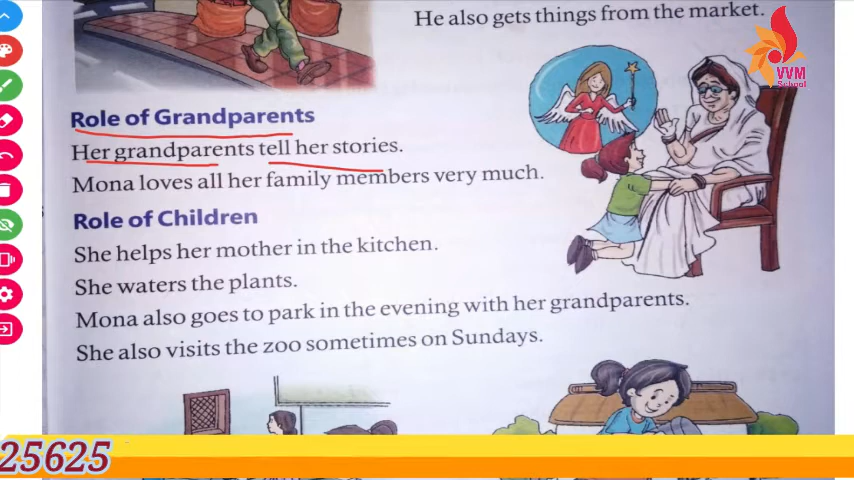 He also gets things from the market.
VVM
School
Role of Grandparents
Her grandparents tell her stories.
Mona loves all her family members very much.
Role of Children
She helps her mother in the kitchen.
She waters the plants.
Mona also goes to park in the evening with her grandparents.
She also visits the zoo sometimes on Sundays.
25625